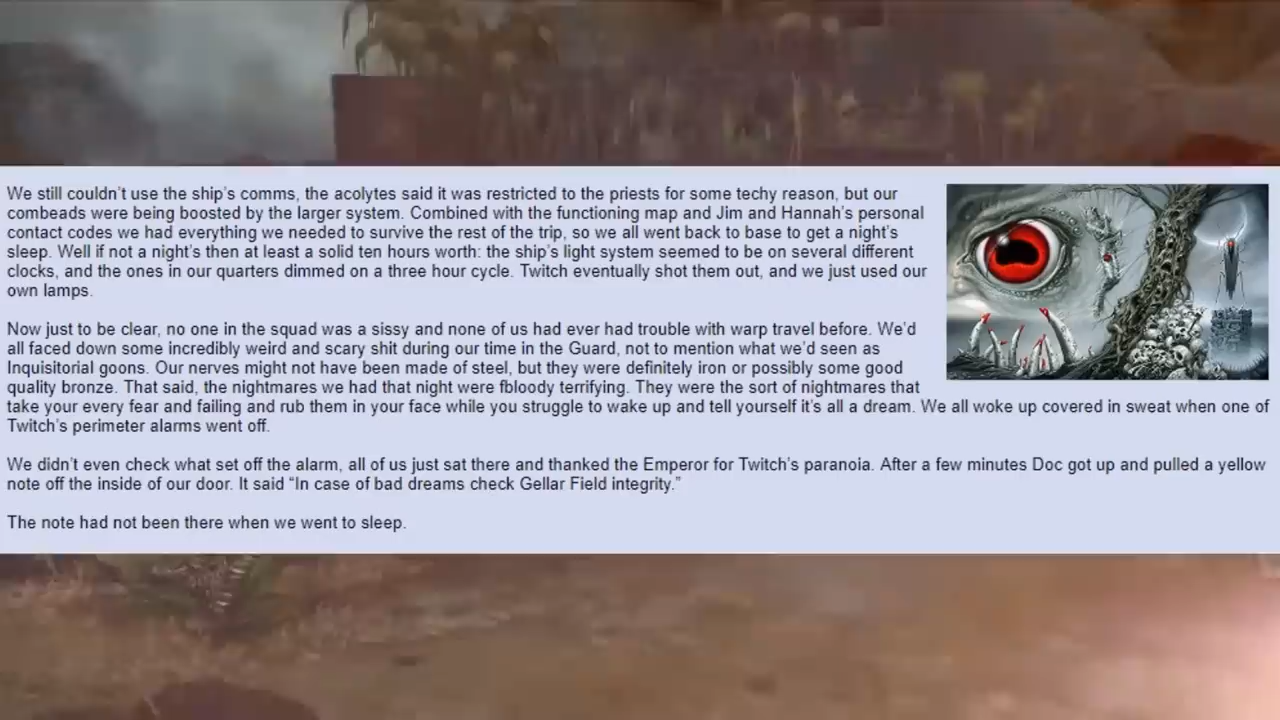 We still couldn't use the ship's comms, the acolytes said it was restricted to the priests for some techy reason, but our
combeads were being boosted by the larger system. Combined with the functioning map and Jim and Hannah's personal
contact codes we had everything we needed to survive the rest of the trip, so we all went back to base to get a night's
sleep. Well if not a night's then at least a solid ten hours worth: the ship's light system seemed to be on several different
clocks, and the ones in our quarters dimmed on a three hour cycle. Twitch eventually shot them out, and we just used our
own lamps.
Now just to be clear, no one in the squad was a sissy and none of us had ever had trouble with warp travel before. We'd
all faced down some incredibly weird and scary shit during our time in the Guard, not to mention what we'd seen as
Inquisitorial goons. Our nerves might not have been made of steel, but they were definitely iron or possibly some good
quality bronze. That said, the nightmares we had that night were fbloody terrifying. They were the sort of nightmares that
take your every fear and failing and rub them in your face while you struggle to wake up and tell yourself it's all a dream. We all woke up covered in sweat when one of
Twitch's perimeter alarms went off.
We didn't even check what set off the alarm, all of us just sat there and thanked the Emperor for Twitch's paranoia. After a few minutes Doc got up and pulled a yellow
note off the inside of our door. It said “In case of bad dreams check Gellar Field integrity.”
The note had not been there when we went to sleep.